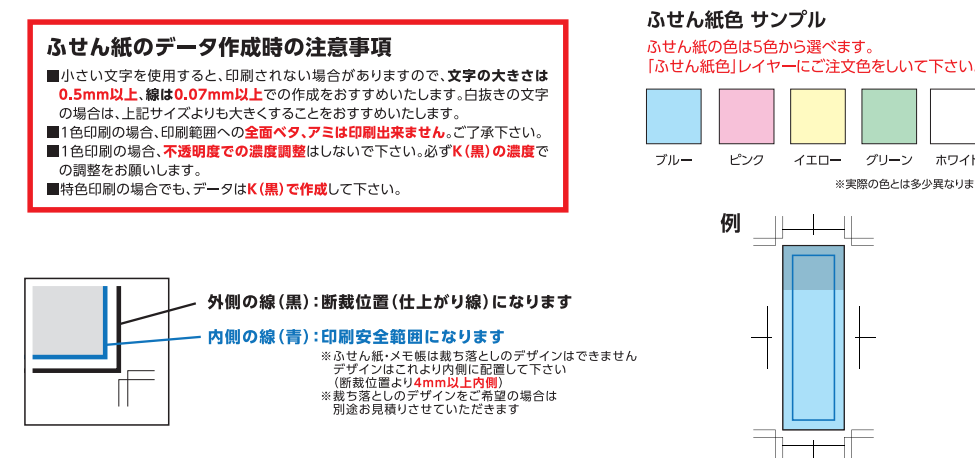 ふせん紙のデータ作成時の注意事項
■小さい文字を使用すると、印刷されない場合がありますので、文字の大きさは
0.5mm以上、線は0.07mm以上での作成をおすすめいたします。白抜きの文字
の場合は、上記サイズよりも大きくすることをおすすめいたします。
■1色印刷の場合、印刷範囲への全面ベタ、アミは印刷出来ません。ご了承下さい。
■1色印刷の場合、不透明度での濃度調整はしないで下さい。必ずK(黒)の濃度で
の調整をお願いします。
■特色印刷の場合でも、データはK(黒)で作成して下さい。
ふせん紙色 サンプル
ふせん紙の色は5色から選べます。
「ふせん紙色」レイヤーにご注文色をしいて下さい。
ブルー ピンク イエロー グリーン ホワイト
※実際の色とは多少異なりま
例
外側の線(黒):断裁位置(仕上がり線)になります
内側の線(青):印刷安全範囲になります
※ふせん紙・メモ帳は裁ち落としのデザインはできません
デザインはこれより内側に配置して下さい
(断裁位置より4mm以上内側)
※裁ち落としのデザインをご希望の場合は
別途お見積りさせていただきます